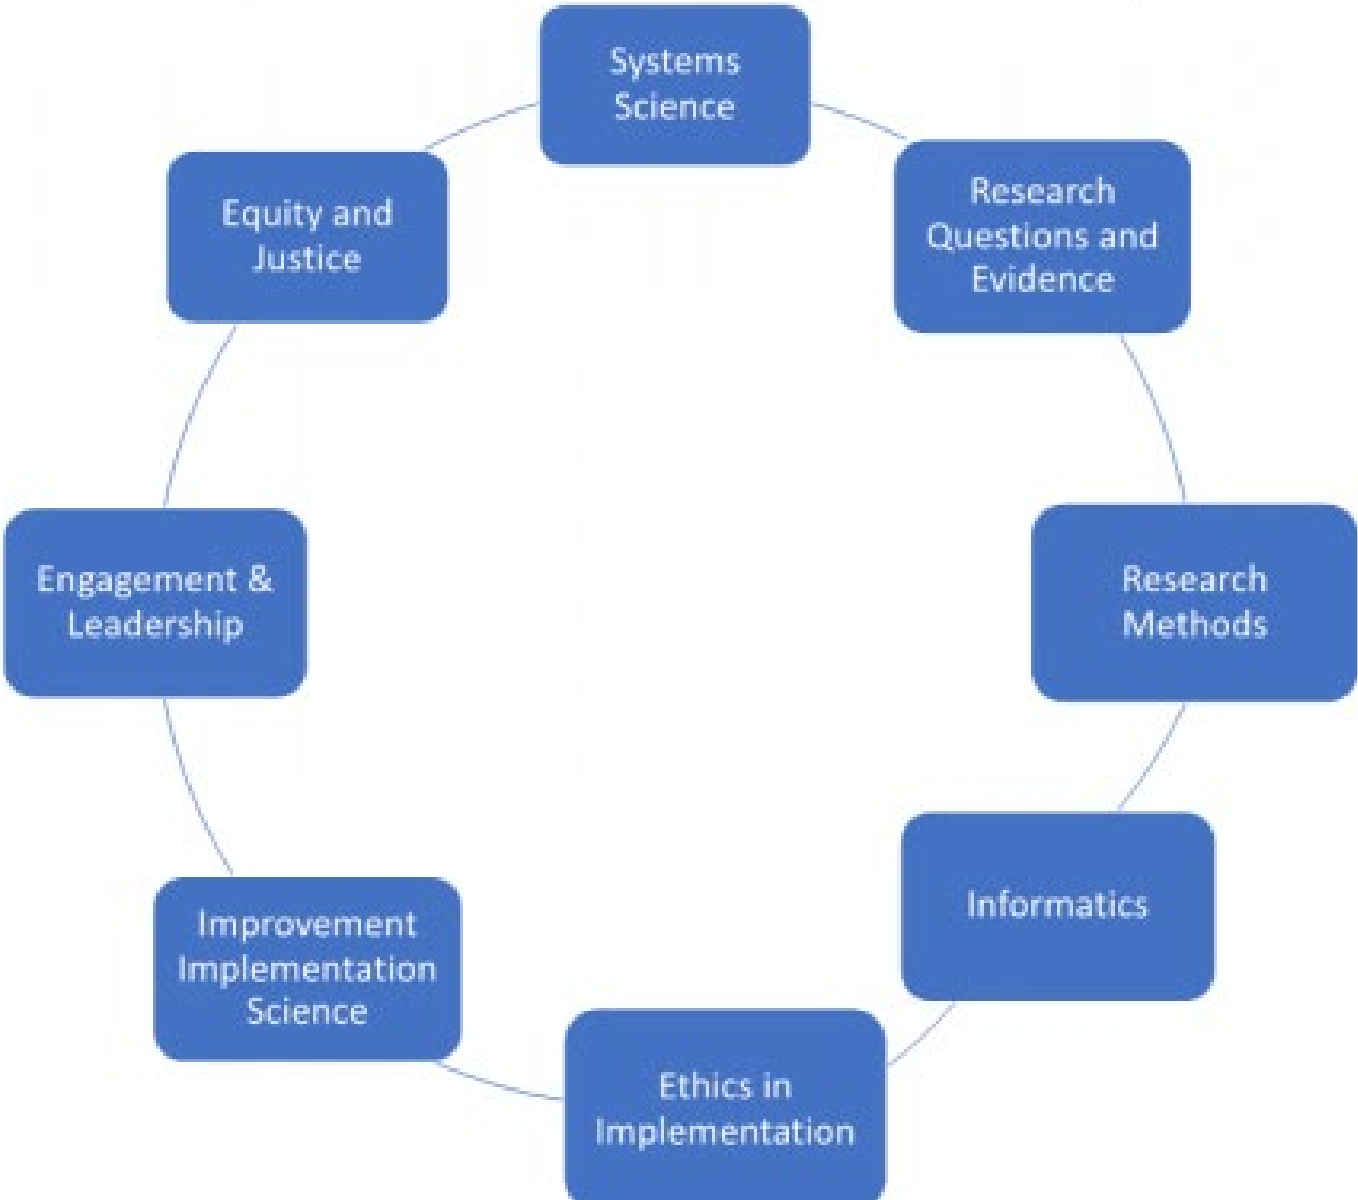 Systems
Science
Research
Questions and
Evidence
Research
Methods
Informatics
Ethics in
Implementation
Improvement
Implementation
Science
Engagement &
Leadership
Equity and
Justice